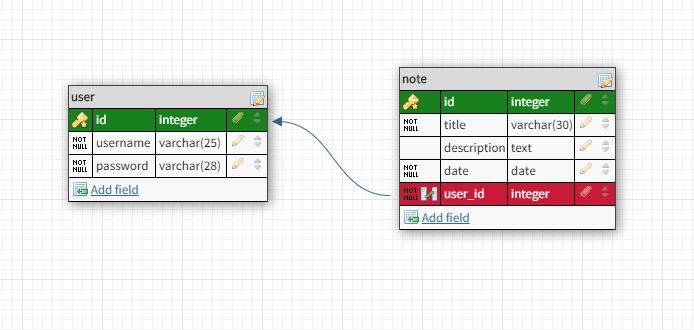 user
id integer
NOT NULL username varchar(25)
NOT NULL password varchar(28)
Add field
note
id integer
NOT NULL title varchar(30)
description text
NOT NULL date date
NOT NULL user_id integer
Add field